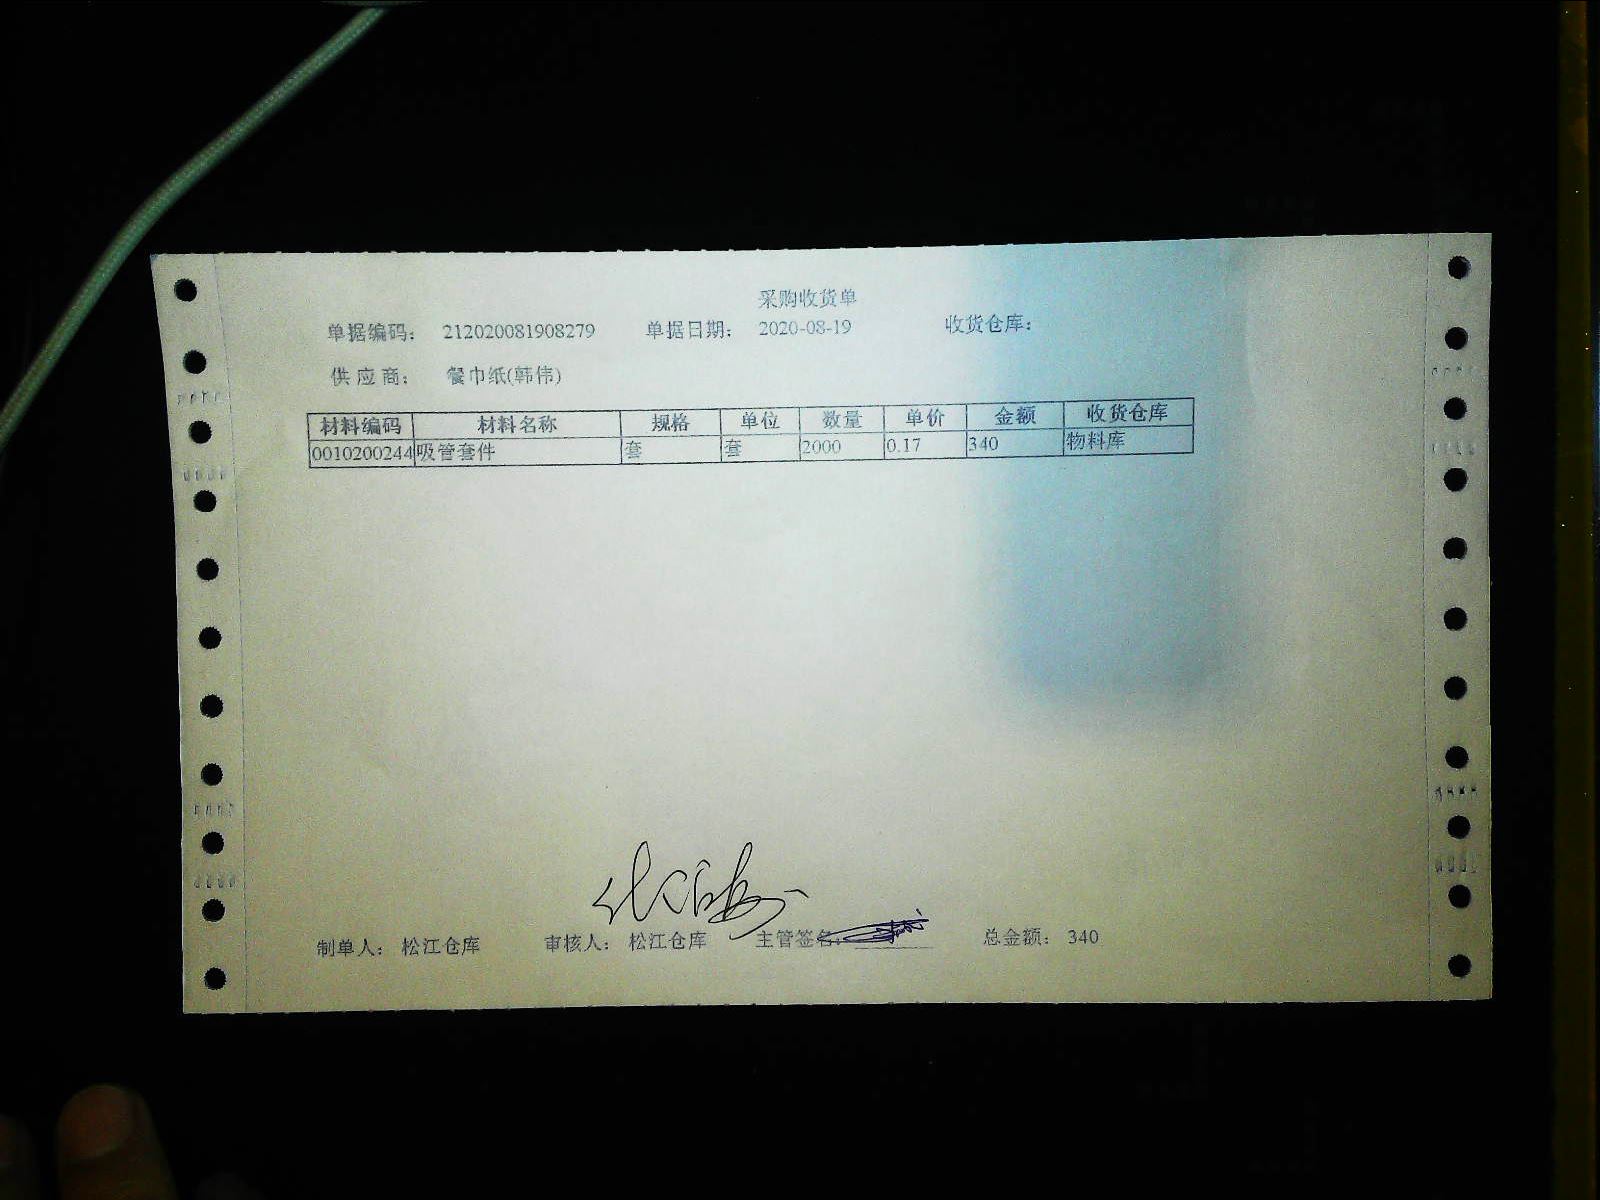 采购收货单
单据编码： 212020081908279 单据日期： 2020-08-19 收货仓库：
供应商： 餐巾纸(韩伟)
材料编码 材料名称 规格 单位 数量 单价 金额 收货仓库
0010200244 吸管套件 套 套 2000 0.17 340 物料库
制单人： 松江仓库 审核人： 松江仓库 主管签名： 总金额： 340